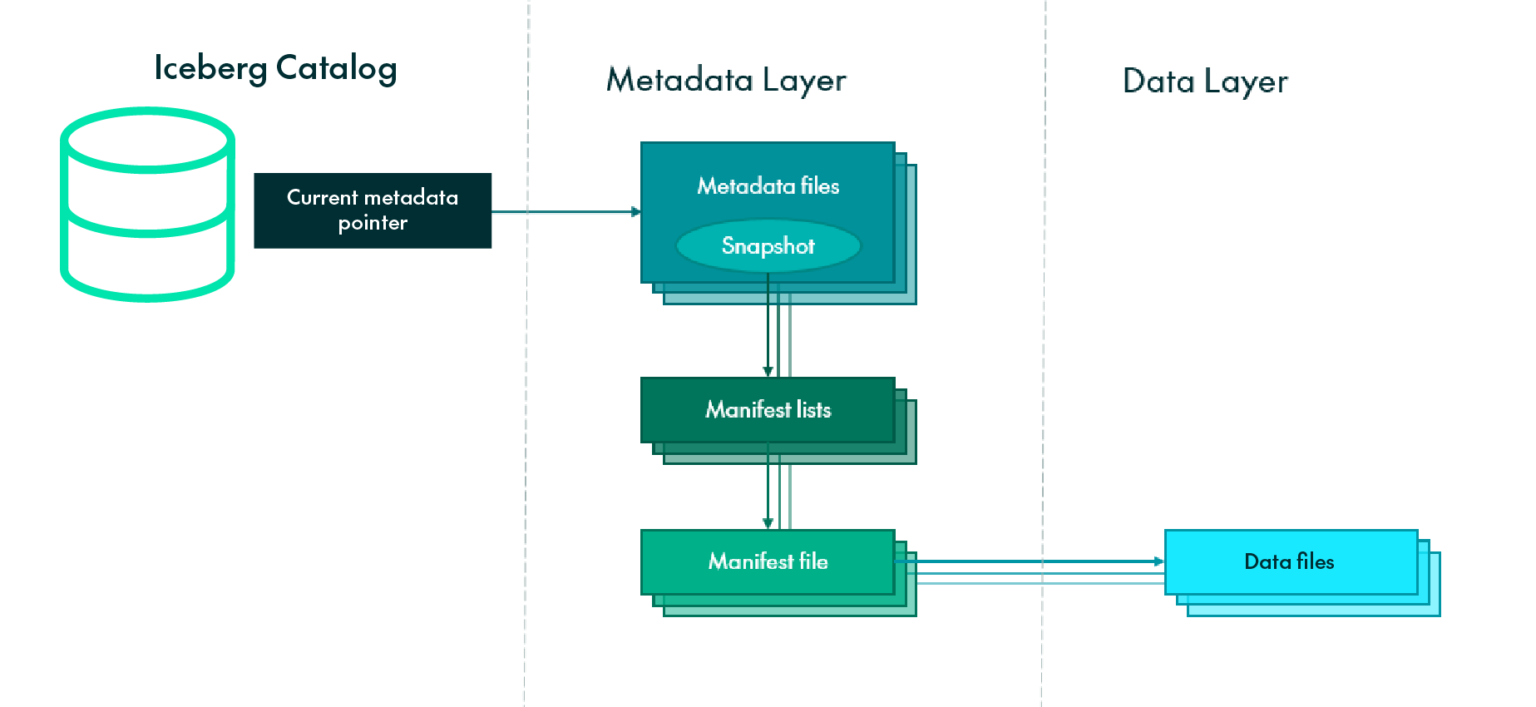 Iceberg Catalog
Metadata Layer
Data Layer
Current metadata
pointer
Metadata files
Snapshot
Manifest lists
Manifest file
Data files